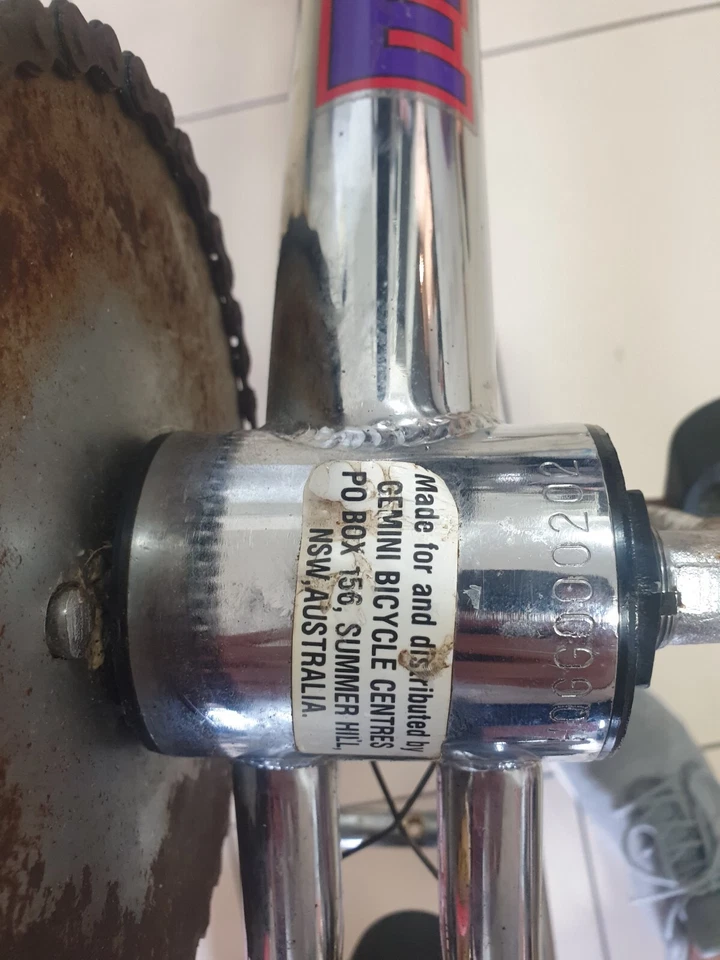 Made for and distributed by
GEMINI BICYCLE CENTRES
PO BOX 156, SUMMER HILL,
NSW, AUSTRALIA.